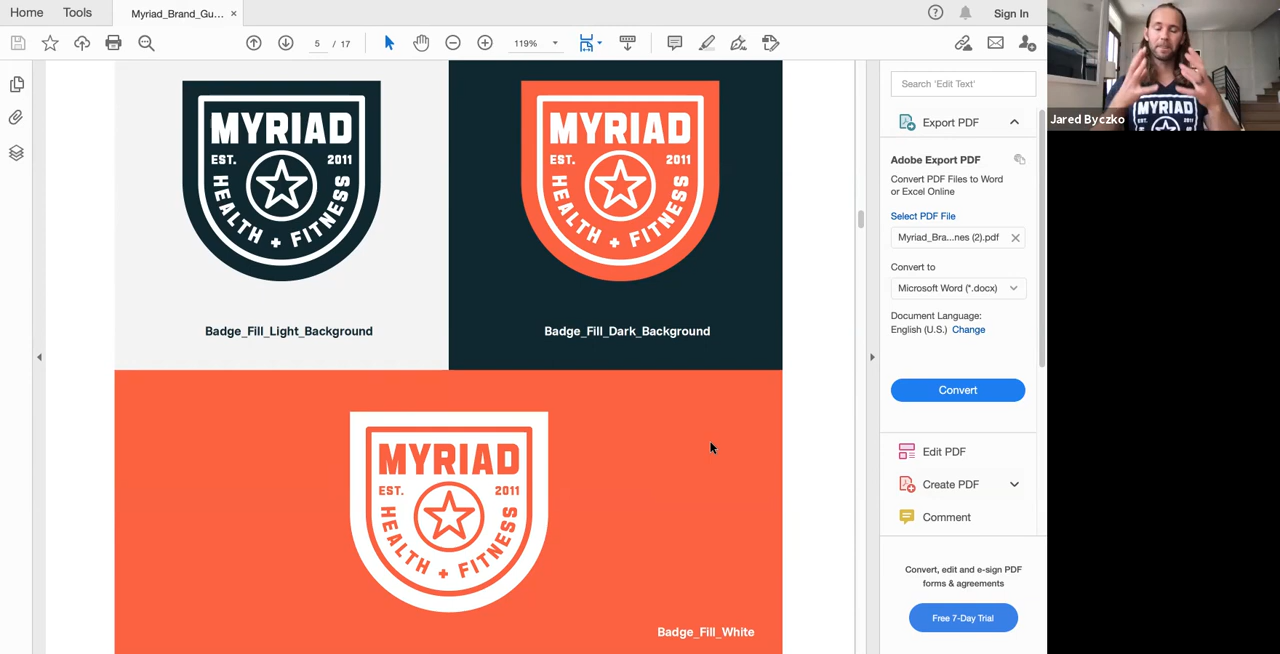 Home
Tools
Myriad_Brand_Gu...
×
Sign In
5 / 17
119%
MYRIAD
EST. 2011
HEALTH + FITNESS
Badge_Fill_Light_Background
MYRIAD
EST. 2011
HEALTH + FITNESS
Badge_Fill_Dark_Background
MYRIAD
EST. 2011
HEALTH + FITNESS
Badge_Fill_White
Search 'Edit Text'
Export PDF
Adobe Export PDF
Convert PDF Files to Word
or Excel Online
Select PDF File
Myriad_Bra...nes (2).pdf
Convert to
Microsoft Word (*.docx)
Document Language:
English (U.S.) Change
Convert
Edit PDF
Create PDF
Comment
Convert, edit and e-sign PDF
forms & agreements
Free 7-Day Trial
MYRIAD
EST. 2011
Jared Byczko